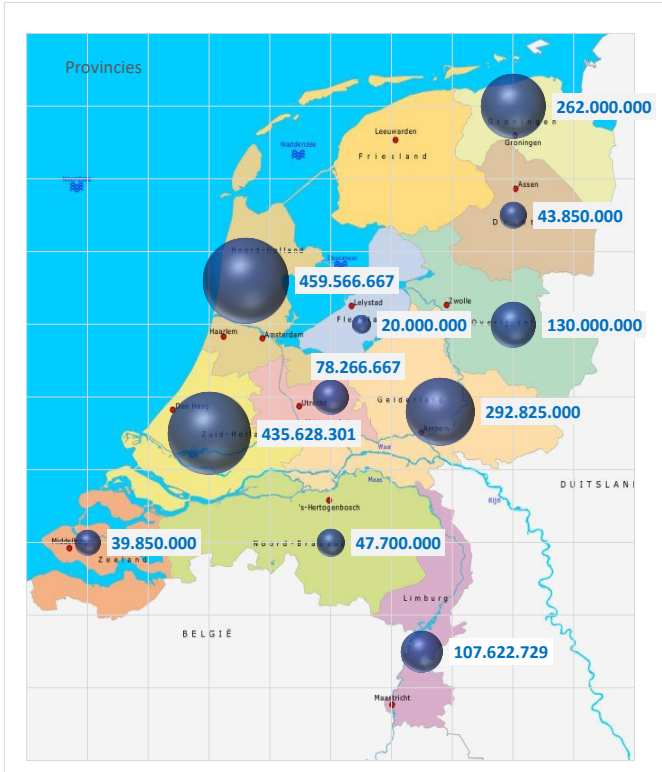 Provincies
262.000.000
Groningen
Leeuwarden
Groningen
Waddenzee
Friesland
Noordzee
Assen
43.850.000
Noord-Holland
IJsselmeer
459.566.667
Lelystad
Zwolle
20.000.000
130.000.000
Haarlem
Amsterdam
78.266.667
Gelderland
Den Haag
Utrecht
292.825.000
435.628.301
Arnhem
Waal
Maas
DUITSLAN
Rijn
's-Hertogenbosch
39.850.000
47.700.000
Zeeland
Limburg
BELGIË
107.622.729
Maastricht